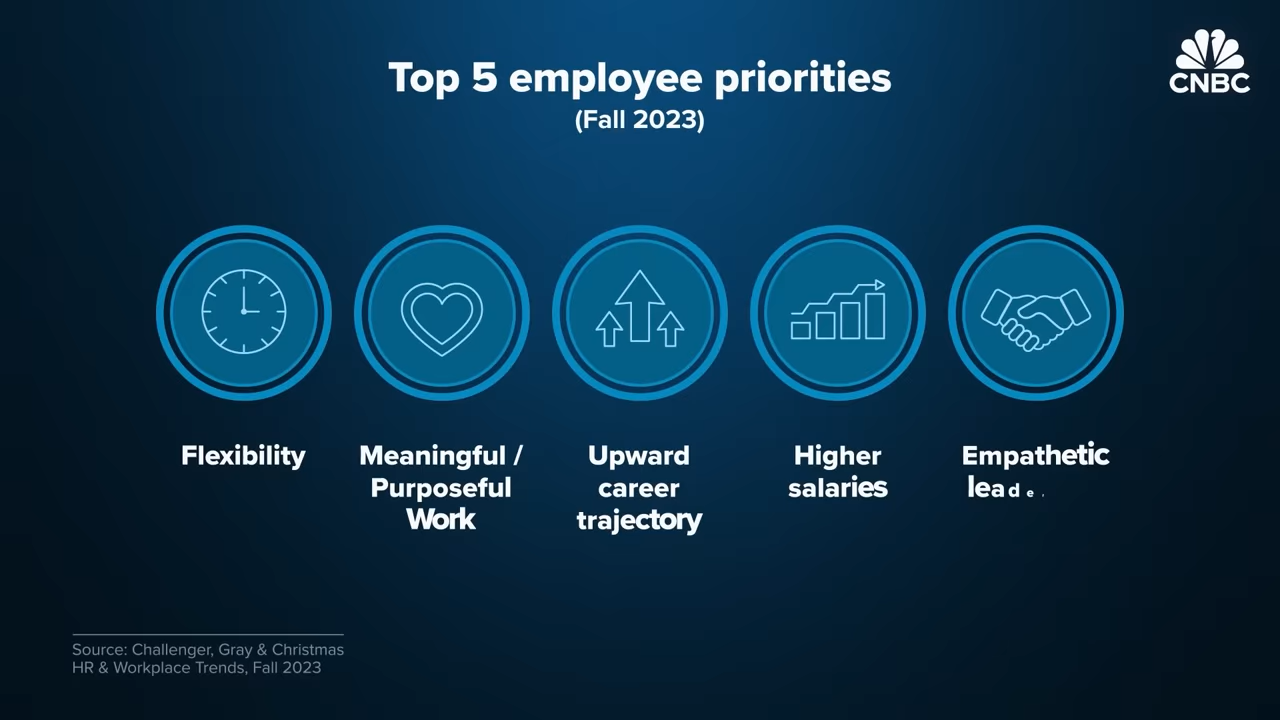 Top 5 employee priorities
(Fall 2023)
CNBC
Flexibility
Meaningful /
Purposeful
Work
Upward
career
trajectory
Higher
salaries
Empathetic
Source: Challenger, Gray & Christmas
HR & Workplace Trends, Fall 2023